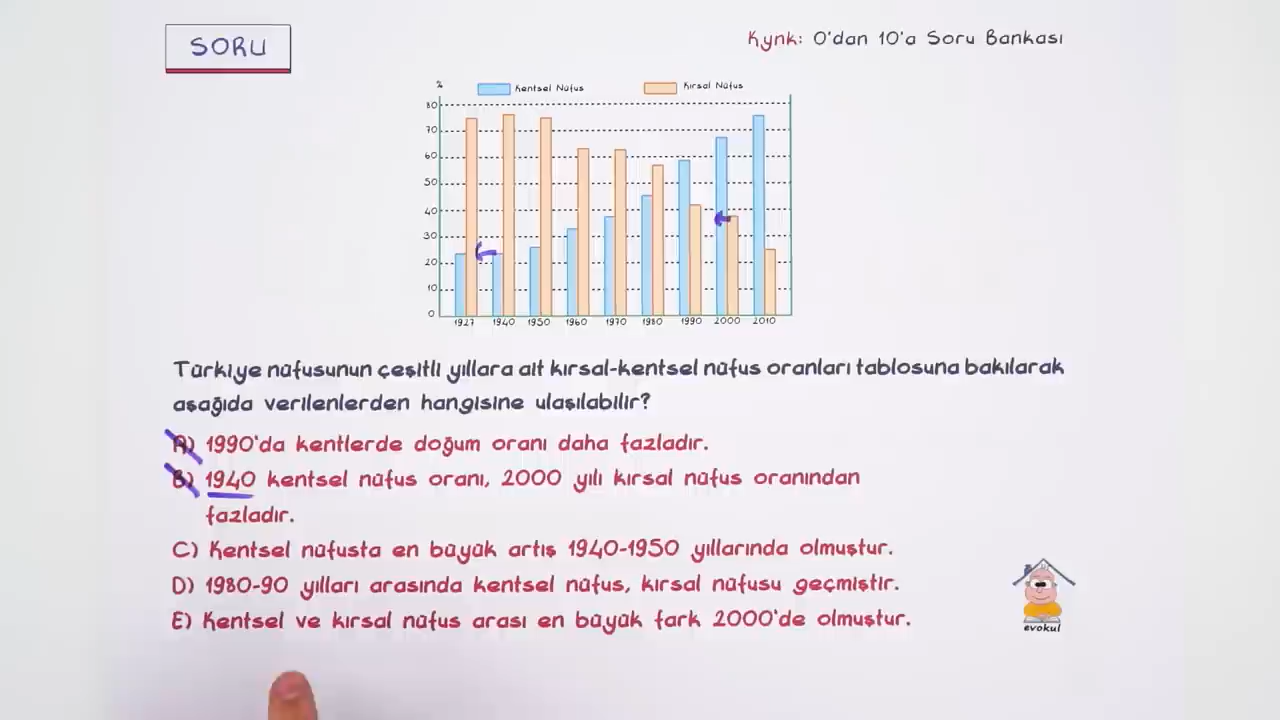 SORU
Kynk: 0'dan 10'a Soru Bankası
%
Kentsel Nüfus
Kırsal Nüfus
80
70
60
50
40
30
20
10
0
1927 1940 1950 1960 1970 1980 1990 2000 2010
Türkiye nüfusunun çeşitli yıllara ait kırsal-kentsel nüfus oranları tablosuna bakılarak
aşağıda verilenlerden hangisine ulaşılabilir?
A) 1990'da kentlerde doğum oranı daha fazladır.
B) 1940 kentsel nüfus oranı, 2000 yılı kırsal nüfus oranından
fazladır.
C) Kentsel nüfusta en büyük artış 1940-1950 yıllarında olmuştur.
D) 1980-90 yılları arasında kentsel nüfus, kırsal nüfusu geçmiştir.
E) Kentsel ve kırsal nüfus arası en büyük fark 2000'de olmuştur.
evokul